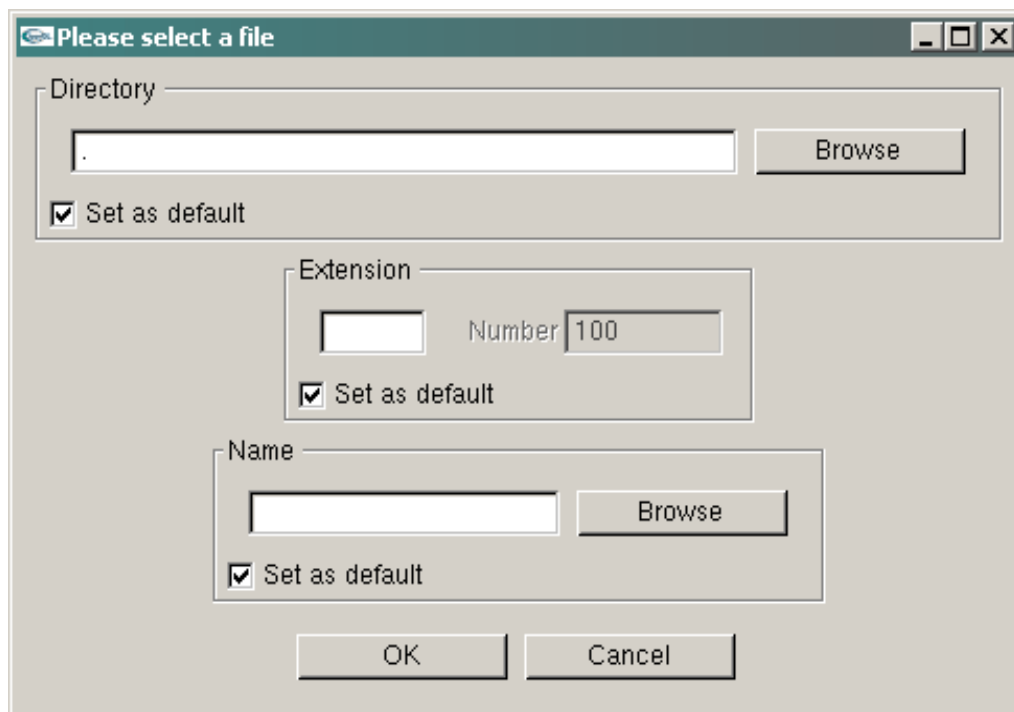 Please select a file
Directory
.
Browse
Set as default
Extension
Number 100
Set as default
Name
Browse
Set as default
OK Cancel